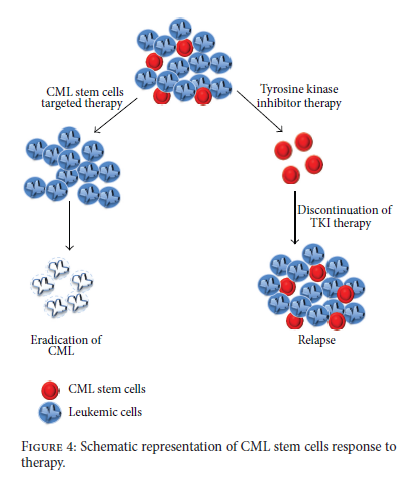 CML stem cells
targeted therapy
Tyrosine kinase
inhibitor therapy
Discontinuation of
TKI therapy
Eradication of
CML
Relapse
CML stem cells
Leukemic cells
FIGURE 4: Schematic representation of CML stem cells response to
therapy.